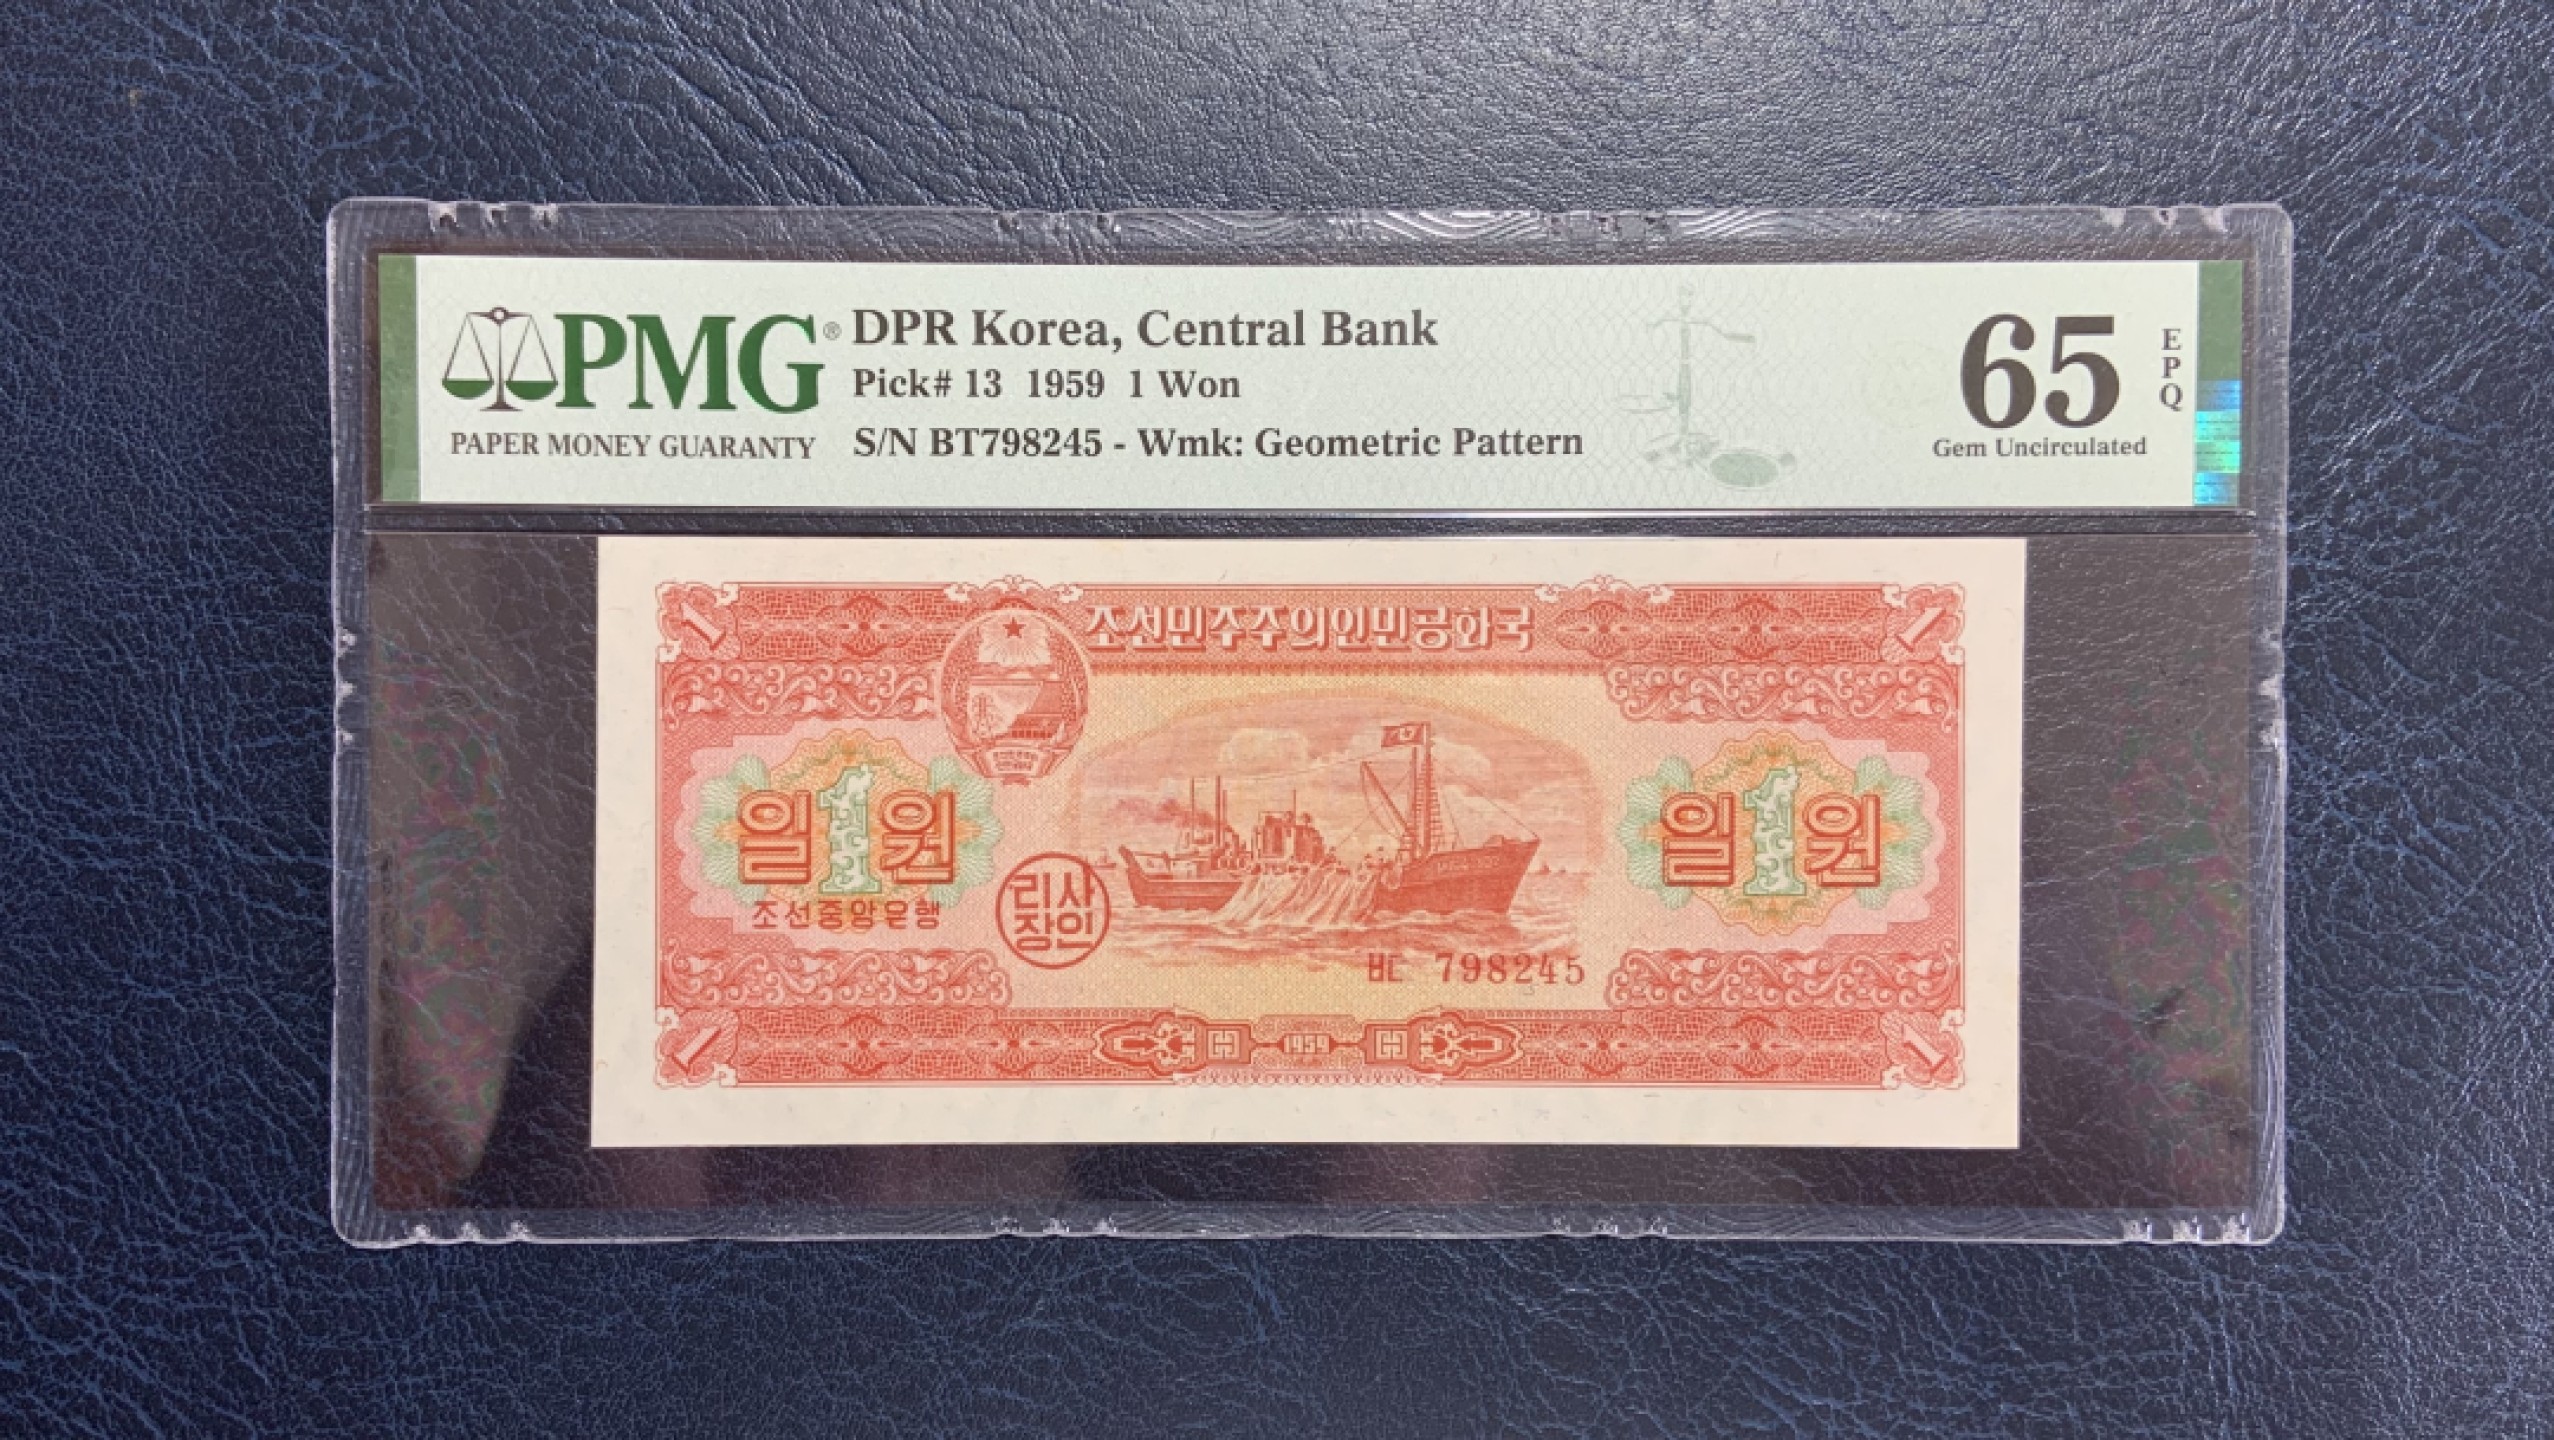 PMG®
PAPER MONEY GUARANTY
DPR Korea, Central Bank
Pick# 13 1959 1 Won
S/N BT798245 - Wmk: Geometric Pattern
65
EPQ
Gem Uncirculated
1
조선민주주의인민공화국
1
일 1 원
조선중앙은행
리사
장인
일 1 원
ㅂㄷ 798245
1
1959
1